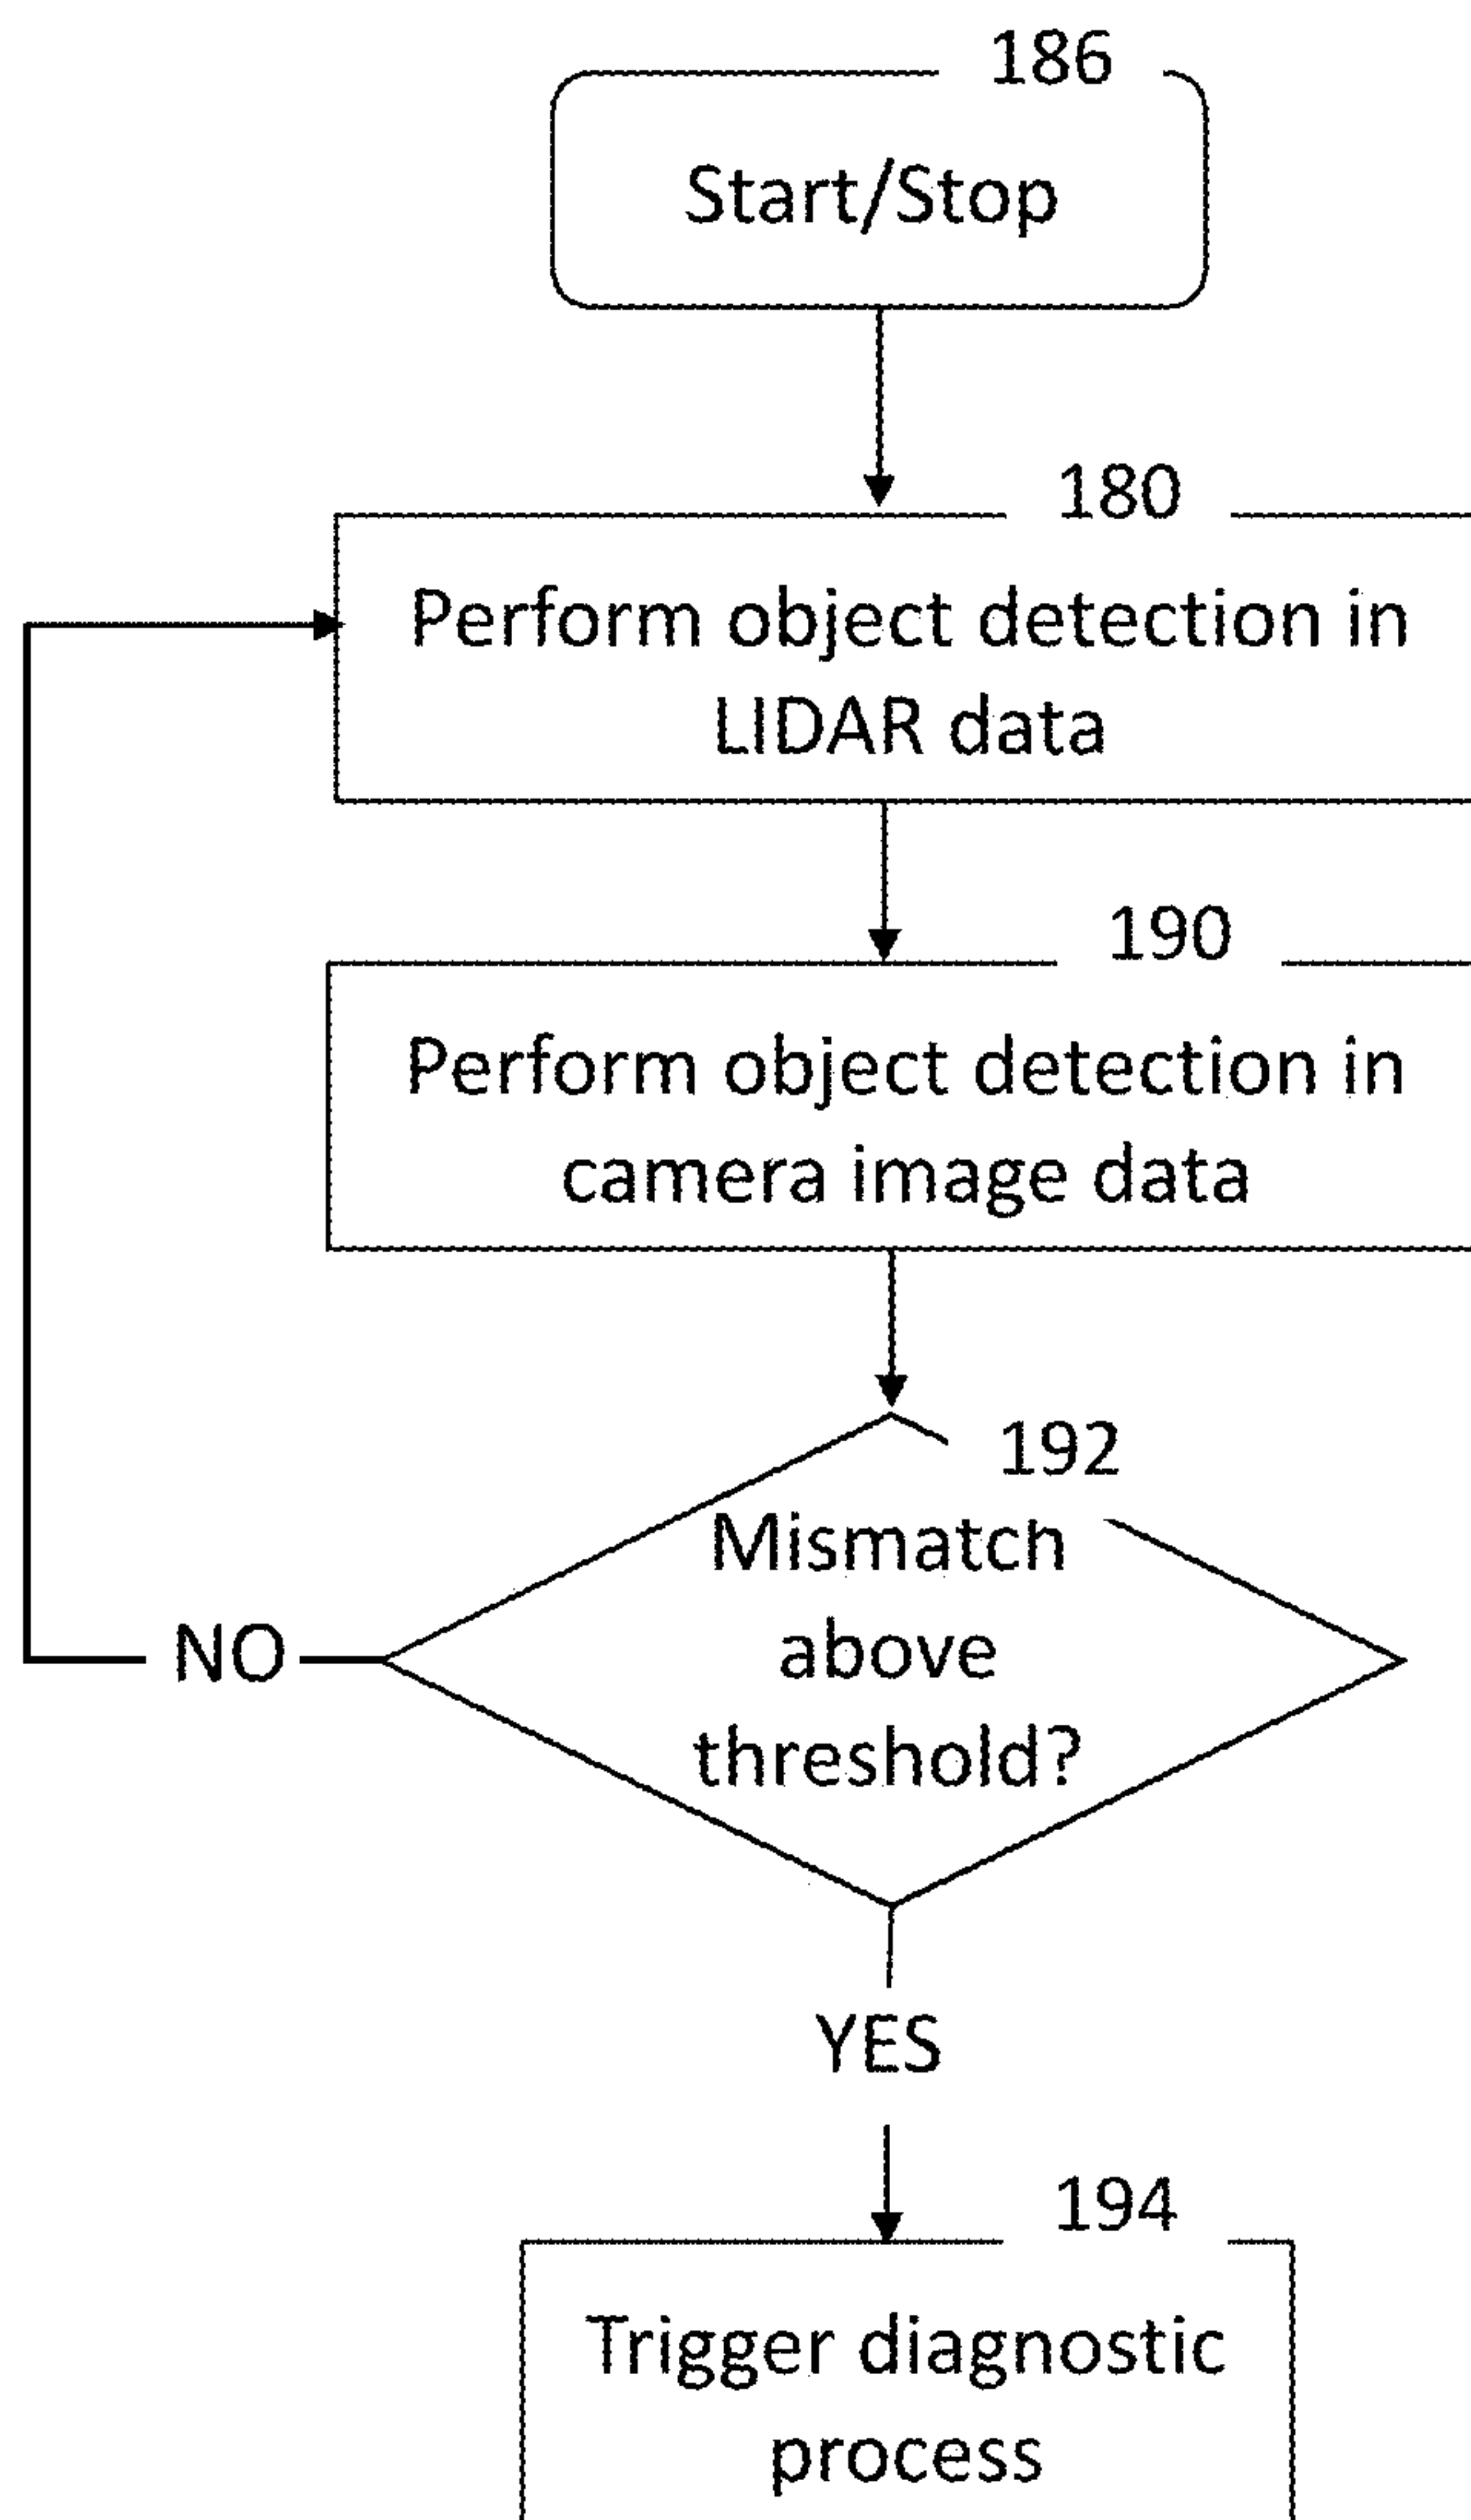 186
Start/Stop
180
Perform object detection in
LIDAR data
190
Perform object detection in
camera image data
192
Mismatch
above
threshold?
NO
YES
194
Trigger diagnostic
process